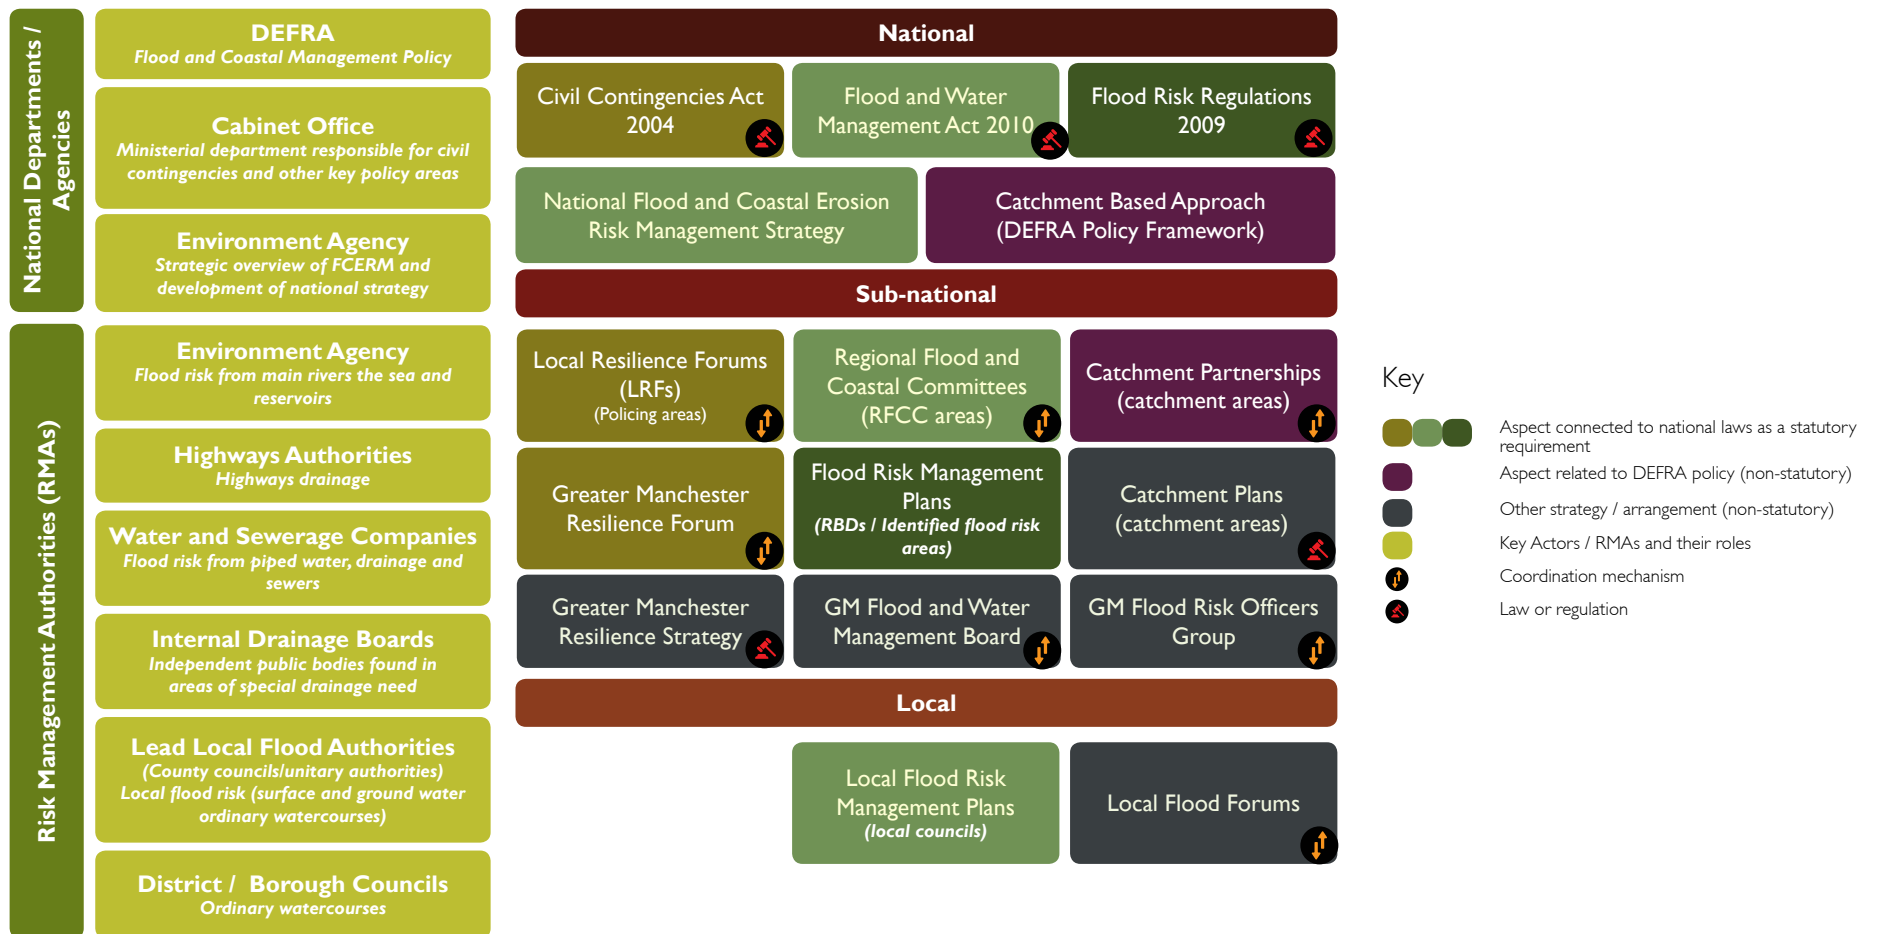 National Departments /
Agencies
DEFRA
Flood and Coastal Management Policy
Cabinet Office
Ministerial department responsible for civil
contingencies and other key policy areas
Environment Agency
Strategic overview of FCERM and
development of national strategy
Risk Management Authorities (RMAs)
Environment Agency
Flood risk from main rivers the sea and
reservoirs
Highways Authorities
Highways drainage
Water and Sewerage Companies
Flood risk from piped water, drainage and
sewers
Internal Drainage Boards
Independent public bodies found in
areas of special drainage need
Lead Local Flood Authorities
(County councils/unitary authorities)
Local flood risk (surface and ground water
ordinary watercourses)
District / Borough Councils
Ordinary watercourses
National
Civil Contingencies Act
2004
Flood and Water
Management Act 2010
Flood Risk Regulations
2009
National Flood and Coastal Erosion
Risk Management Strategy
Catchment Based Approach
(DEFRA Policy Framework)
Sub-national
Local Resilience Forums
(LRFs)
(Policing areas)
Regional Flood and
Coastal Committees
(RFCC areas)
Catchment Partnerships
(catchment areas)
Greater Manchester
Resilience Forum
Flood Risk Management
Plans
(RBDs / Identified flood risk
areas)
Catchment Plans
(catchment areas)
Greater Manchester
Resilience Strategy
GM Flood and Water
Management Board
GM Flood Risk Officers
Group
Local
Local Flood Risk
Management Plans
(local councils)
Local Flood Forums
Key
Aspect connected to national laws as a statutory
requirement
Aspect related to DEFRA policy (non-statutory)
Other strategy / arrangement (non-statutory)
Key Actors / RMAs and their roles
Coordination mechanism
Law or regulation